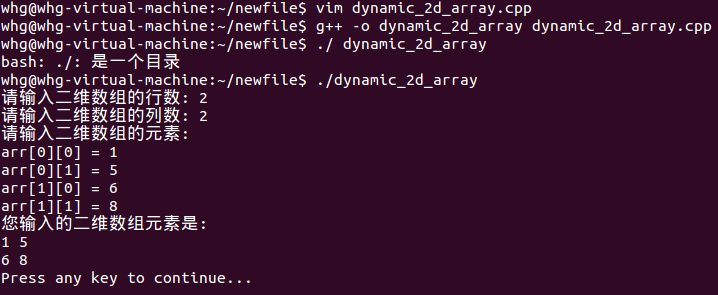 whg@whg-virtual-machine:~/newfile$ vim dynamic_2d_array.cpp
whg@whg-virtual-machine:~/newfile$ g++ -o dynamic_2d_array dynamic_2d_array.cpp
whg@whg-virtual-machine:~/newfile$ ./ dynamic_2d_array
bash: ./: 是一个目录
whg@whg-virtual-machine:~/newfile$ ./dynamic_2d_array
请输入二维数组的行数: 2
请输入二维数组的列数: 2
请输入二维数组的元素:
arr[0][0] = 1
arr[0][1] = 5
arr[1][0] = 6
arr[1][1] = 8
您输入的二维数组元素是:
1 5
6 8
Press any key to continue...